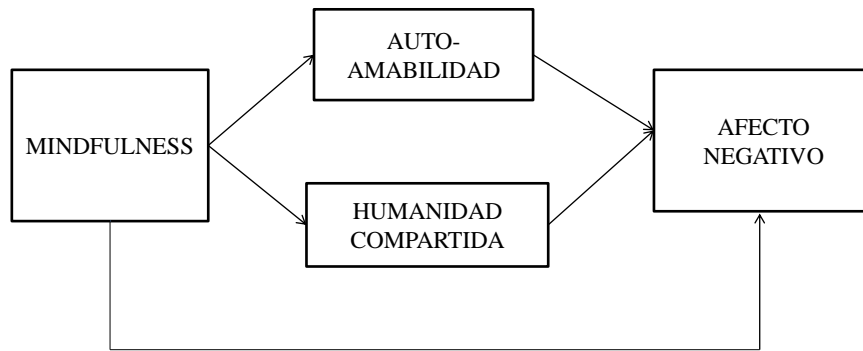 AUTO-
AMABILIDAD
MINDFULNESS
AFECTO
NEGATIVO
HUMANIDAD
COMPARTIDA